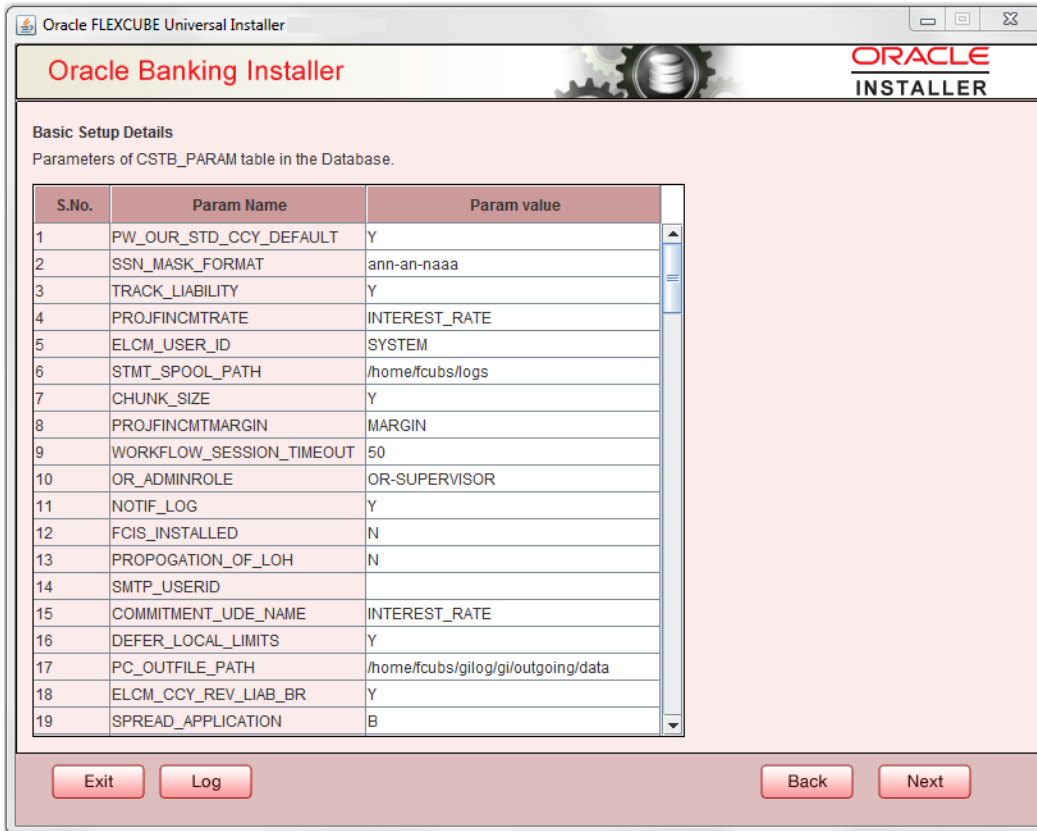 Oracle FLEXCUBE Universal Installer
Oracle Banking Installer
ORACLE
INSTALLER
Basic Setup Details
Parameters of CSTB_PARAM table in the Database.
S.No. Param Name Param value
1 PW_OUR_STD_CCY_DEFAULT Y
2 SSN_MASK_FORMAT ann-an-naaa
3 TRACK_LIABILITY Y
4 PROJFINCMTRATE INTEREST_RATE
5 ELCM_USER_ID SYSTEM
6 STMT_SPOOL_PATH /home/fcubs/logs
7 CHUNK_SIZE Y
8 PROJFINCMTMARGIN MARGIN
9 WORKFLOW_SESSION_TIMEOUT 50
10 OR_ADMINROLE OR-SUPERVISOR
11 NOTIF_LOG Y
12 FCIS_INSTALLED N
13 PROPOGATION_OF_LOH N
14 SMTP_USERID
15 COMMITMENT_UDE_NAME INTEREST_RATE
16 DEFER_LOCAL_LIMITS Y
17 PC_OUTFILE_PATH /home/fcubs/gilog/gi/outgoing/data
18 ELCM_CCY_REV_LIAB_BR Y
19 SPREAD_APPLICATION B
Exit Log Back Next